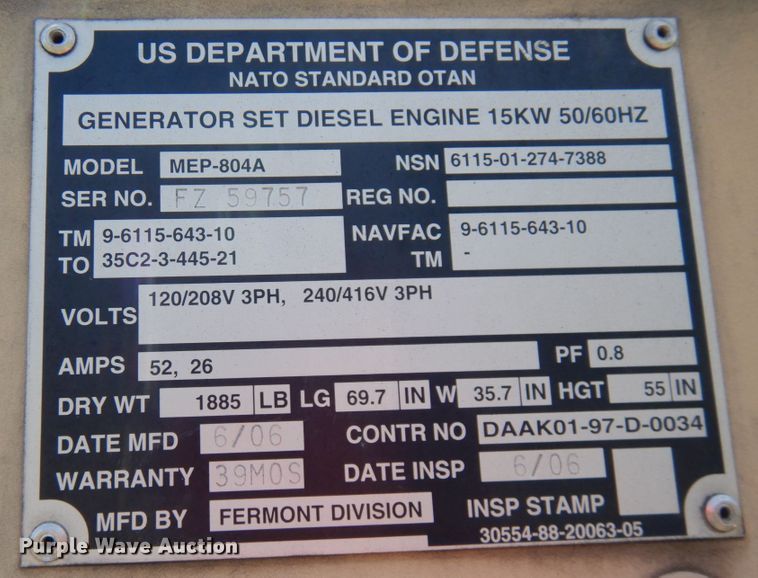 US DEPARTMENT OF DEFENSE
NATO STANDARD OTAN
GENERATOR SET DIESEL ENGINE 15KW 50/60HZ
MODEL MEP-804A NSN 6115-01-274-7388
SER NO. FZ 59757 REG NO.
TM 9-6115-643-10 NAVFAC 9-6115-643-10
TO 35C2-3-445-21 TM -
VOLTS 120/208V 3PH, 240/416V 3PH
AMPS 52, 26 PF 0.8
DRY WT 1885 LB LG 69.7 IN W 35.7 IN HGT 55 IN
DATE MFD 6/06 CONTR NO DAAK01-97-D-0034
WARRANTY 39MOS DATE INSP 6/06
MFD BY FERMONT DIVISION INSP STAMP
30554-88-20063-05
Purple Wave Auction